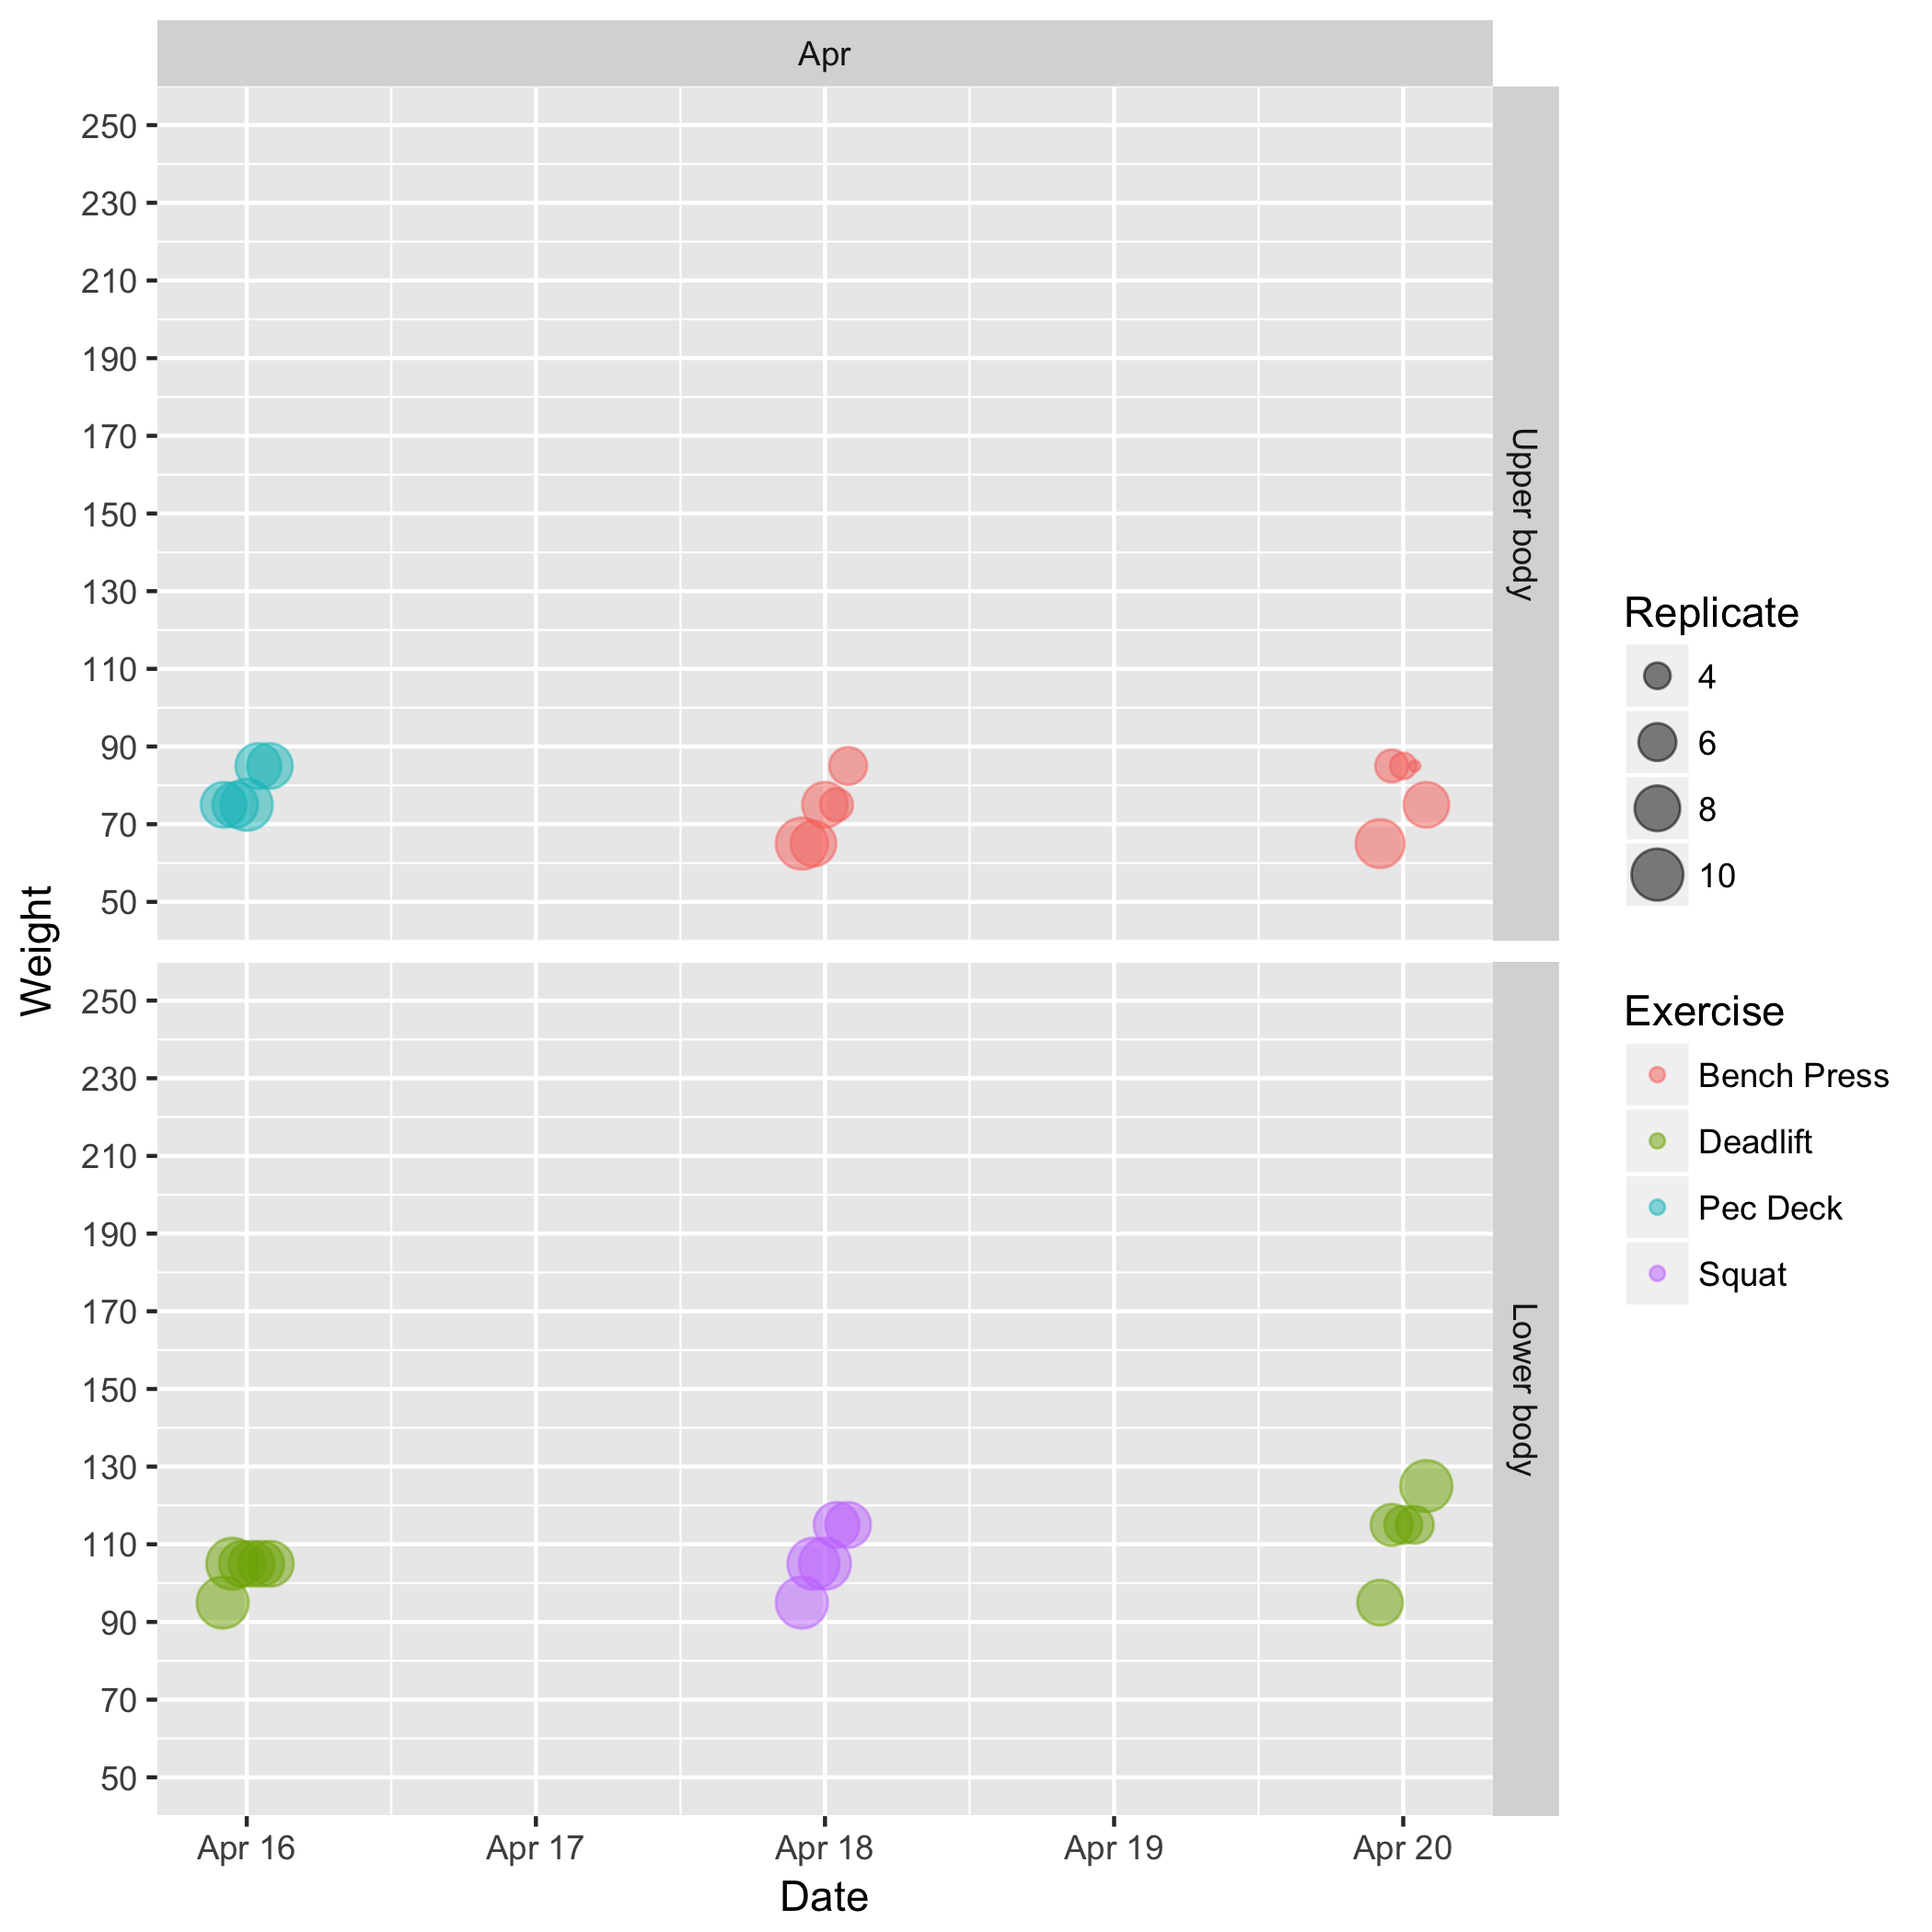 Apr
250
230
210
190
170
150
130
110
90
70
50
Upper body
Weight
250
230
210
190
170
150
130
110
90
70
50
Lower body
Apr 16 Apr 17 Apr 18 Apr 19 Apr 20
Date
Replicate
4
6
8
10
Exercise
Bench Press
Deadlift
Pec Deck
Squat